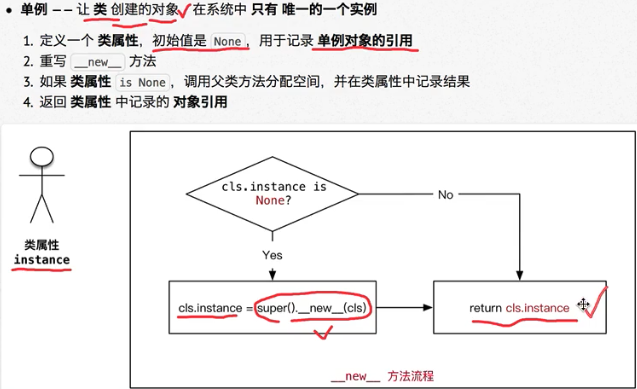 • 单例 —— 让 类 创建的对象，在系统中 只有 唯一的一个实例
1. 定义一个 类属性，初始值是 None，用于记录 单例对象的引用
2. 重写 __new__ 方法
3. 如果 类属性 is None，调用父类方法分配空间，并在类属性中记录结果
4. 返回 类属性 中记录的 对象引用
cls.instance is
None?
No
Yes
类属性
instance
cls.instance = super().__new__(cls)
return cls.instance
__new__ 方法流程